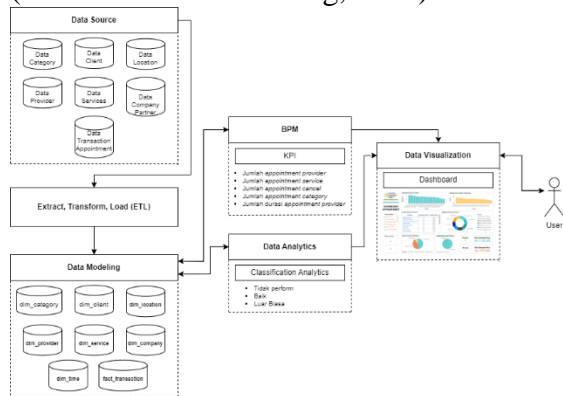 Data Source
Data
Category
Data
Client
Data
Location
Data
Provider
Data
Services
Data
Company
Partner
Data
Transaction
Appointment
Extract, Transform, Load (ETL)
Data Modeling
dim_category
dim_client
dim_location
dim_provider
dim_service
dim_company
dim_time
fact_transaction
BPM
KPI
• Jumlah appointment provider
• Jumlah appointment service
• Jumlah appointment cancel
• Jumlah appointment category
• Jumlah durasi appointment provider
Data Analytics
Classification Analytics
• Tidak perform
• Baik
• Luar Biasa
Data Visualization
Dashboard
User